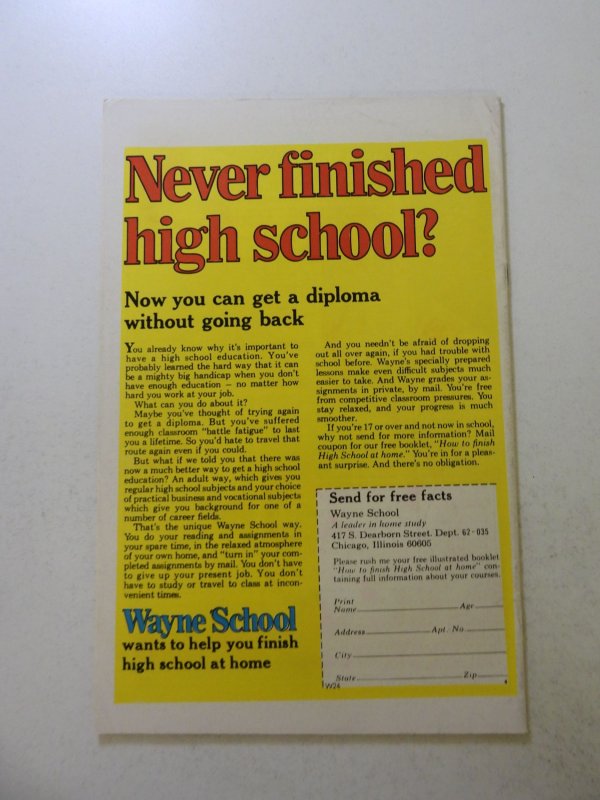 Never finished
high school?
Now you can get a diploma
without going back
You already know why it's important to
have a high school education. You've
probably learned the hard way that it can
be a mighty big handicap when you don't
have enough education — no matter how
hard you work at your job.
What can you do about it?
Maybe you've thought of trying again
to get a diploma. But you've suffered
enough classroom "battle fatigue" to last
you a lifetime. So you'd hate to travel that
route again even if you could.
But what if we told you that there was
now a much better way to get a high school
education? An adult way, which gives you
regular high school subjects and your choice
of practical business and vocational subjects
which give you background for one of a
number of career fields.
That's the unique Wayne School way.
You do your reading and assignments in
your spare time, in the relaxed atmosphere
of your own home, and "turn in" your com-
pleted assignments by mail. You don't have
to give up your present job. You don't
have to study or travel to class at incon-
venient times.
Wayne School
wants to help you finish
high school at home
And you needn't be afraid of dropping
out all over again, if you had trouble with
school before. Wayne's specially prepared
lessons make even difficult subjects much
easier to take. And Wayne grades your as-
signments in private, by mail. You're free
from competitive classroom pressures. You
stay relaxed, and your progress is much
smoother.
If you're 17 or over and not now in school,
why not send for more information? Mail
coupon for our free booklet, "How to finish
High School at home." You're in for a pleas-
ant surprise. And there's no obligation.
Send for free facts
Wayne School
A leader in home study
417 S. Dearborn Street. Dept. 62-035
Chicago, Illinois 60605
Please rush me your free illustrated booklet
"How to finish High School at home" con-
taining full information about your courses.
Print
Name Age
Address Apt. No
City
State Zip
W24 4